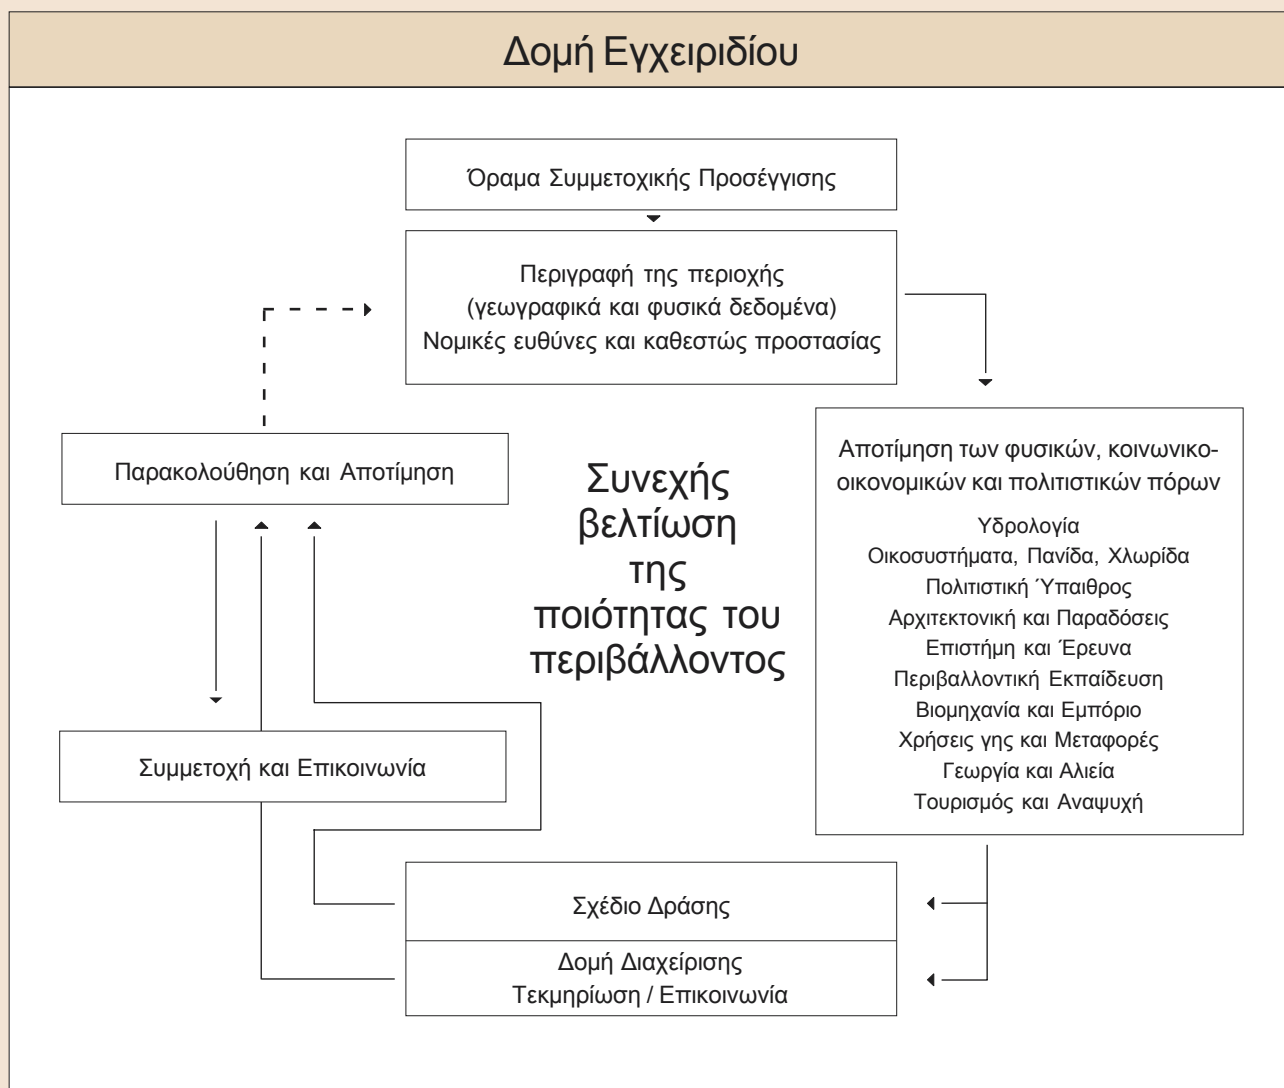 Δομή Εγχειριδίου
Όραμα Συμμετοχικής Προσέγγισης
Περιγραφή της περιοχής
(γεωγραφικά και φυσικά δεδομένα)
Νομικές ευθύνες και καθεστώς προστασίας
Παρακολούθηση και Αποτίμηση
Συνεχής
βελτίωση
της
ποιότητας του
περιβάλλοντος
Αποτίμηση των φυσικών, κοινωνικο-
οικονομικών και πολιτιστικών πόρων
Υδρολογία
Οικοσυστήματα, Πανίδα, Χλωρίδα
Πολιτιστική Ύπαιθρος
Αρχιτεκτονική και Παραδόσεις
Επιστήμη και Έρευνα
Περιβαλλοντική Εκπαίδευση
Βιομηχανία και Εμπόριο
Χρήσεις γης και Μεταφορές
Γεωργία και Αλιεία
Τουρισμός και Αναψυχή
Συμμετοχή και Επικοινωνία
Σχέδιο Δράσης
Δομή Διαχείρισης
Τεκμηρίωση / Επικοινωνία